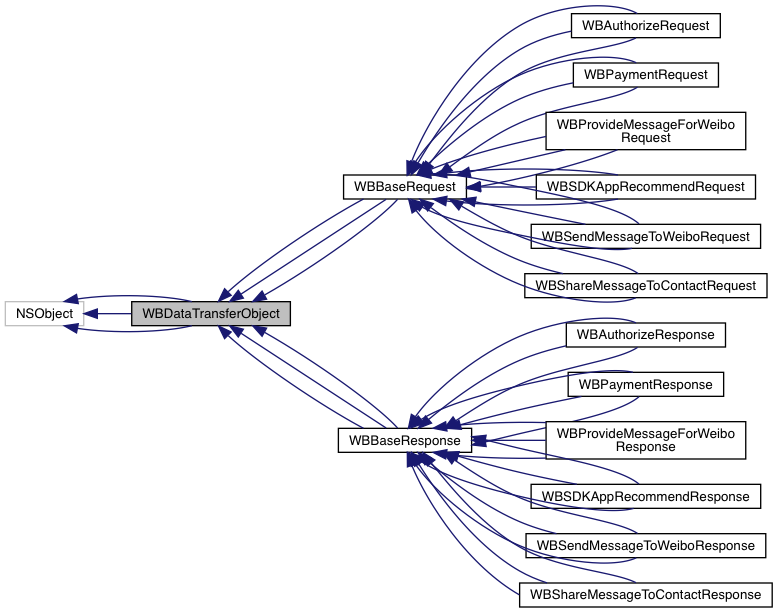 WBAuthorizeRequest
WBPaymentRequest
WBProvideMessageForWeibo
Request
WBBaseRequest
WBSDKAppRecommendRequest
WBSendMessageToWeiboRequest
WBShareMessageToContactRequest
NSObject
WBDataTransferObject
WBAuthorizeResponse
WBPaymentResponse
WBBaseResponse
WBProvideMessageForWeibo
Response
WBSDKAppRecommendResponse
WBSendMessageToWeiboResponse
WBShareMessageToContactResponse